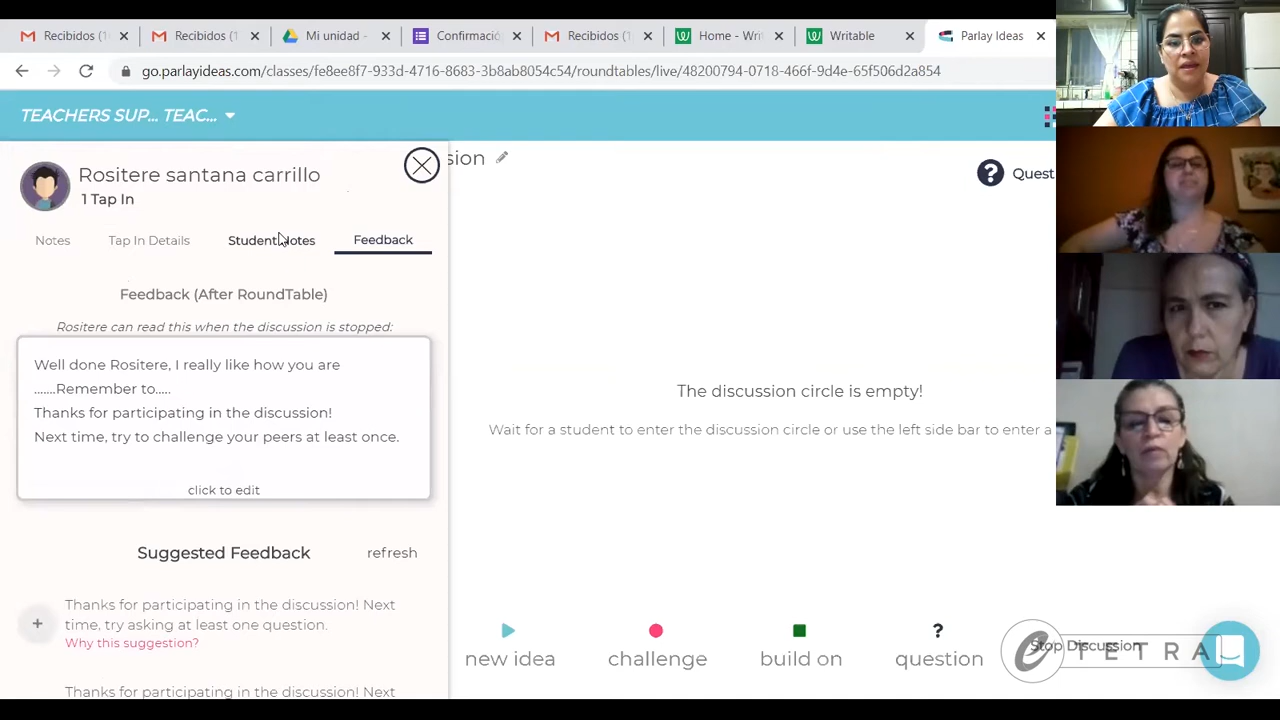 Recibidos (1
Recibidos (1
Mi unidad -
Confirmació
Recibidos (1
Home - Writ
Writable
Parlay Ideas
go.parlayideas.com/classes/fe8ee8f7-933d-4716-8683-3b8ab8054c54/roundtables/live/48200794-0718-466f-9d4e-65f506d2a854
TEACHERS SUP... TEAC...
Rositere santana carrillo
sion
Quest
1 Tap In
Notes
Tap In Details
Student Notes
Feedback
Feedback (After RoundTable)
Rositere can read this when the discussion is stopped:
Well done Rositere, I really like how you are
.......Remember to.....
Thanks for participating in the discussion!
Next time, try to challenge your peers at least once.
click to edit
The discussion circle is empty!
Wait for a student to enter the discussion circle or use the left side bar to enter a
Suggested Feedback
refresh
Thanks for participating in the discussion! Next
time, try asking at least one question.
Why this suggestion?
Thanks for participating in the discussion! Next
new idea
challenge
build on
? question
Stop Discussion
e TETRA